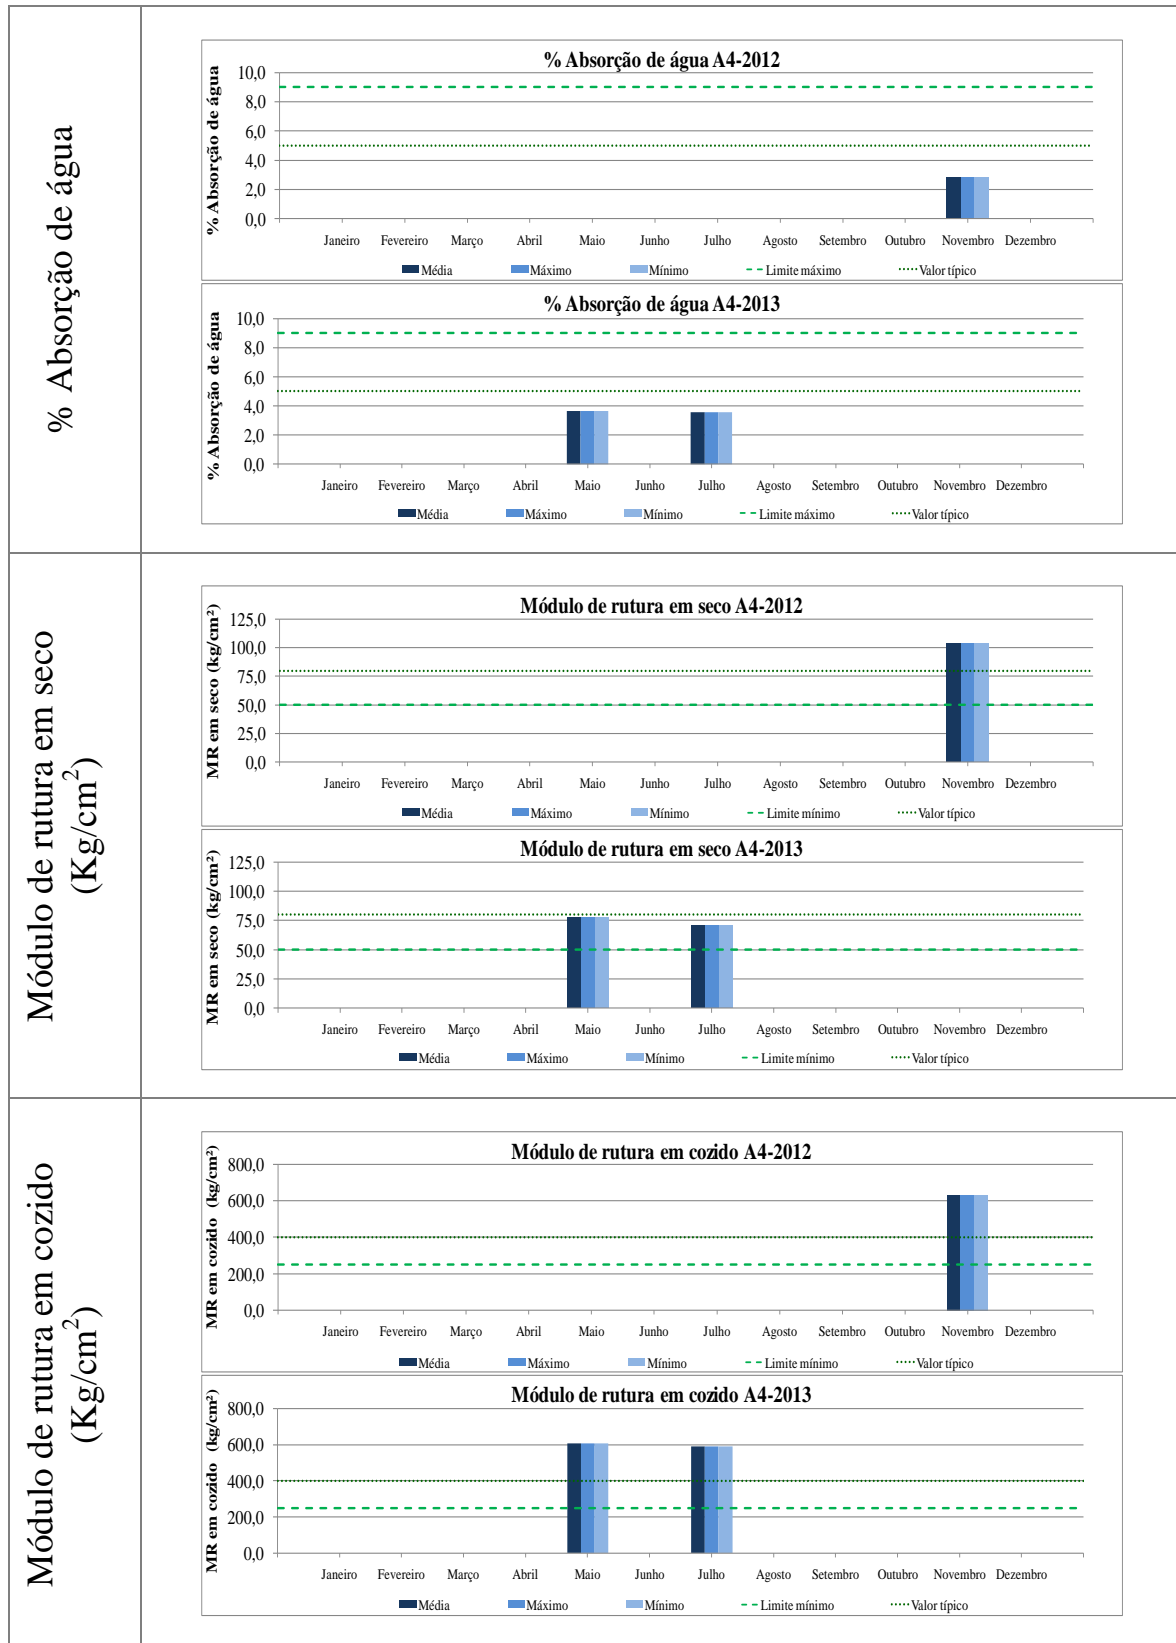 % Absorção de água
% Absorção de água A4-2012
% Absorção de água
10,0
8,0
6,0
4,0
2,0
0,0
Janeiro Fevereiro Março Abril Maio Junho Julho Agosto Setembro Outubro Novembro Dezembro
Média Máximo Mínimo Limite máximo Valor típico
% Absorção de água A4-2013
% Absorção de água
10,0
8,0
6,0
4,0
2,0
0,0
Janeiro Fevereiro Março Abril Maio Junho Julho Agosto Setembro Outubro Novembro Dezembro
Média Máximo Mínimo Limite máximo Valor típico
Módulo de rutura em seco
(Kg/cm²)
Módulo de rutura em seco A4-2012
MR em seco (kg/cm²)
125,0
100,0
75,0
50,0
25,0
0,0
Janeiro Fevereiro Março Abril Maio Junho Julho Agosto Setembro Outubro Novembro Dezembro
Média Máximo Mínimo Limite mínimo Valor típico
Módulo de rutura em seco A4-2013
MR em seco (kg/cm²)
125,0
100,0
75,0
50,0
25,0
0,0
Janeiro Fevereiro Março Abril Maio Junho Julho Agosto Setembro Outubro Novembro Dezembro
Média Máximo Mínimo Limite mínimo Valor típico
Módulo de rutura em cozido
(Kg/cm²)
Módulo de rutura em cozido A4-2012
MR em cozido (kg/cm²)
800,0
600,0
400,0
200,0
0,0
Janeiro Fevereiro Março Abril Maio Junho Julho Agosto Setembro Outubro Novembro Dezembro
Média Máximo Mínimo Limite mínimo Valor típico
Módulo de rutura em cozido A4-2013
MR em cozido (kg/cm²)
800,0
600,0
400,0
200,0
0,0
Janeiro Fevereiro Março Abril Maio Junho Julho Agosto Setembro Outubro Novembro Dezembro
Média Máximo Mínimo Limite mínimo Valor típico